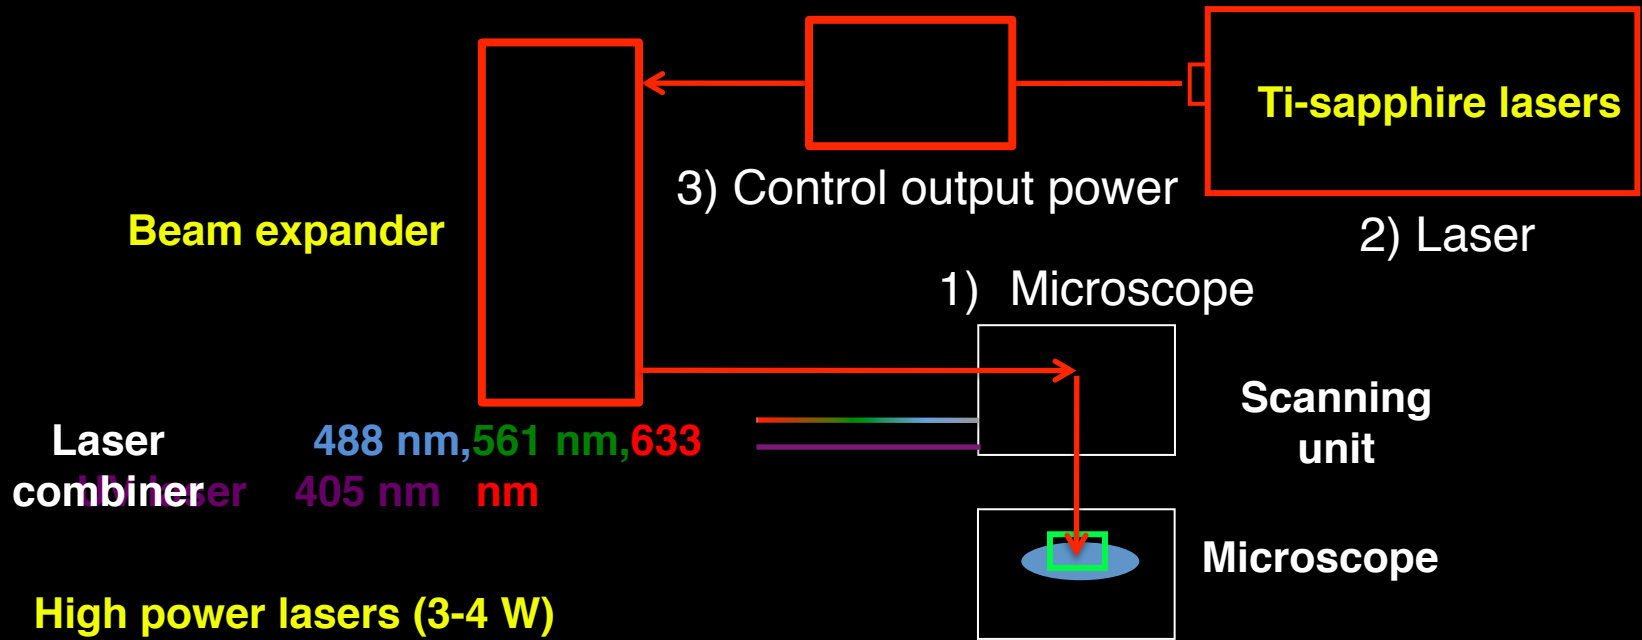 Ti-sapphire lasers
3) Control output power
Beam expander
2) Laser
1) Microscope
Scanning
unit
Laser 488 nm,561 nm,633
combiner laser 405 nm nm
Microscope
High power lasers (3-4 W)